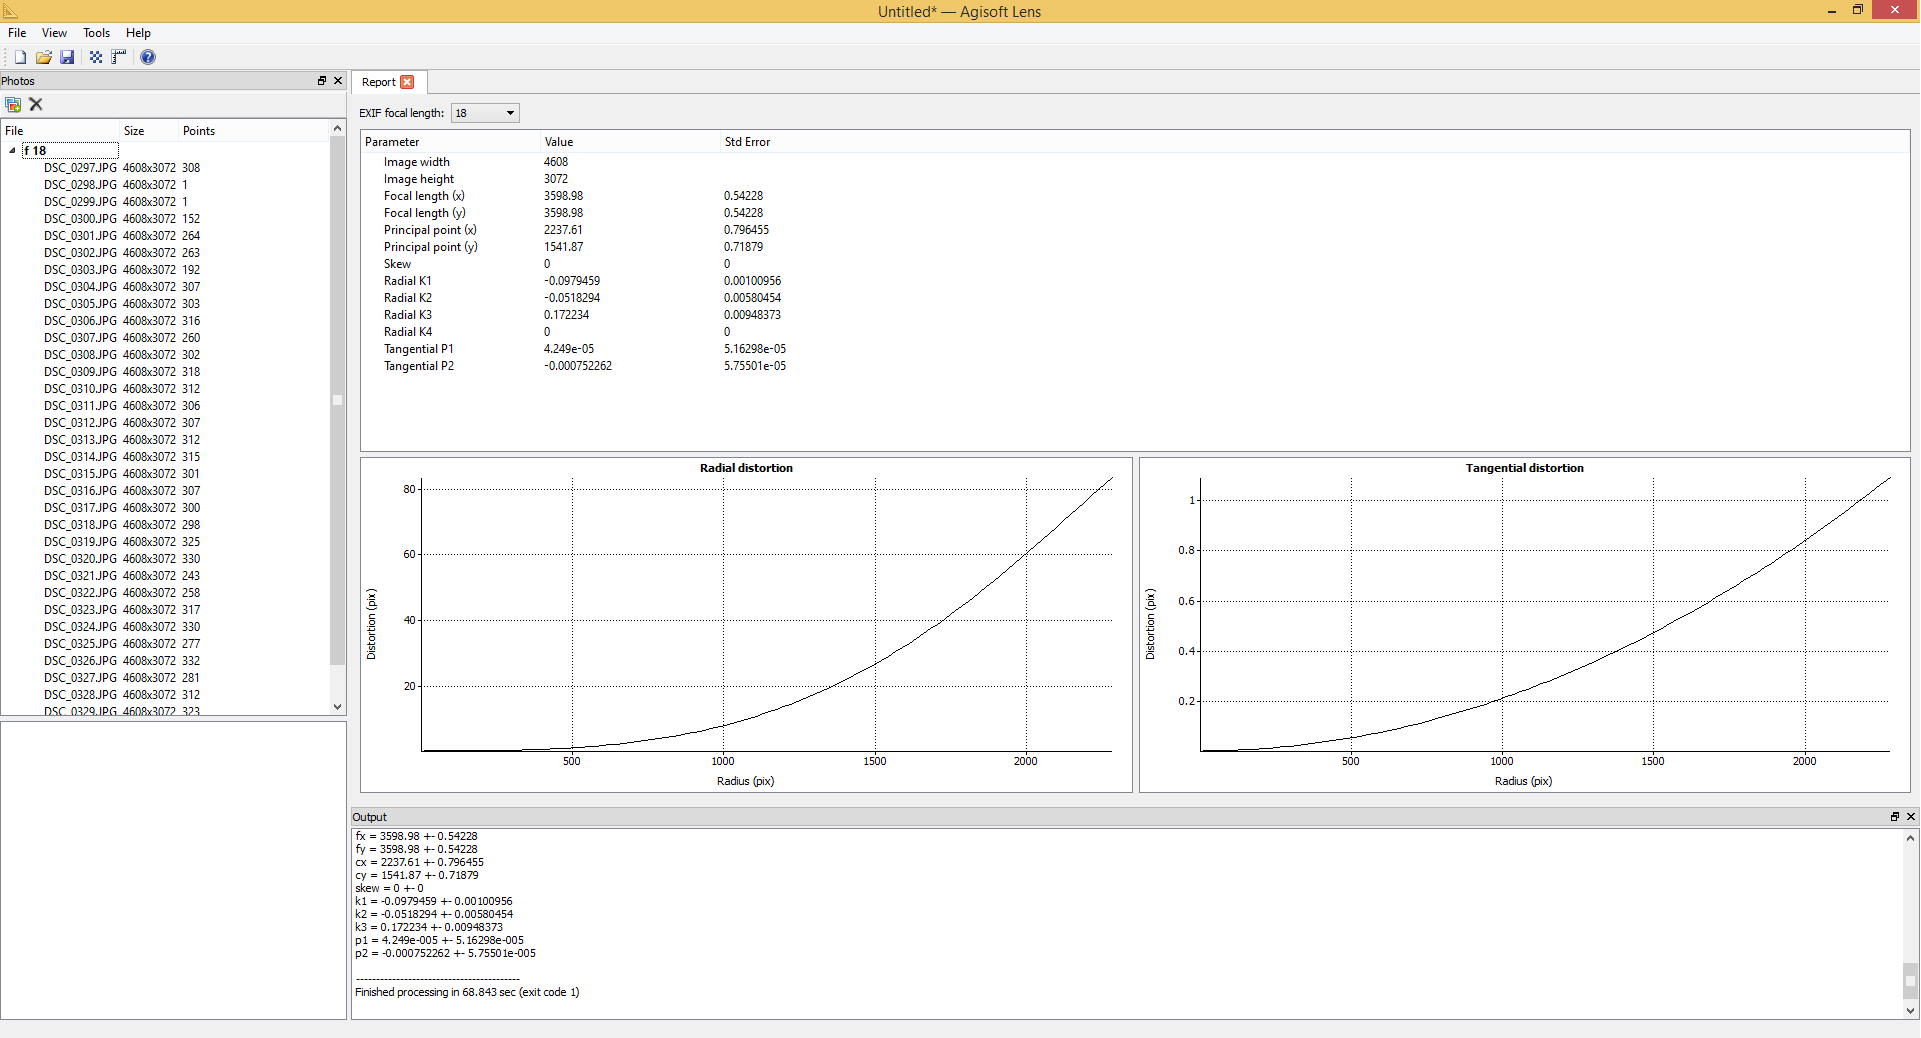 Untitled* — Agisoft Lens
File View Tools Help
Photos
File Size Points
f 18
DSC_0297.JPG 4608x3072 308
DSC_0298.JPG 4608x3072 1
DSC_0299.JPG 4608x3072 1
DSC_0300.JPG 4608x3072 152
DSC_0301.JPG 4608x3072 264
DSC_0302.JPG 4608x3072 263
DSC_0303.JPG 4608x3072 192
DSC_0304.JPG 4608x3072 307
DSC_0305.JPG 4608x3072 303
DSC_0306.JPG 4608x3072 316
DSC_0307.JPG 4608x3072 260
DSC_0308.JPG 4608x3072 302
DSC_0309.JPG 4608x3072 318
DSC_0310.JPG 4608x3072 312
DSC_0311.JPG 4608x3072 306
DSC_0312.JPG 4608x3072 307
DSC_0313.JPG 4608x3072 312
DSC_0314.JPG 4608x3072 315
DSC_0315.JPG 4608x3072 301
DSC_0316.JPG 4608x3072 307
DSC_0317.JPG 4608x3072 300
DSC_0318.JPG 4608x3072 298
DSC_0319.JPG 4608x3072 325
DSC_0320.JPG 4608x3072 330
DSC_0321.JPG 4608x3072 243
DSC_0322.JPG 4608x3072 258
DSC_0323.JPG 4608x3072 317
DSC_0324.JPG 4608x3072 330
DSC_0325.JPG 4608x3072 277
DSC_0326.JPG 4608x3072 332
DSC_0327.JPG 4608x3072 281
DSC_0328.JPG 4608x3072 312
DSC_0329.JPG 4608x3072 323
Report
EXIF focal length: 18
Parameter Value Std Error
Image width 4608
Image height 3072
Focal length (x) 3598.98 0.54228
Focal length (y) 3598.98 0.54228
Principal point (x) 2237.61 0.796455
Principal point (y) 1541.87 0.71879
Skew 0 0
Radial K1 -0.0979459 0.00100956
Radial K2 -0.0518294 0.00580454
Radial K3 0.172234 0.00948373
Radial K4 0 0
Tangential P1 4.249e-05 5.16298e-05
Tangential P2 -0.000752262 5.75501e-05
Radial distortion
80
60
40
20
Distortion (pix)
500 1000 1500 2000
Radius (pix)
Tangential distortion
1
0.8
0.6
0.4
0.2
Distortion (pix)
500 1000 1500 2000
Radius (pix)
Output
fx = 3598.98 +- 0.54228
fy = 3598.98 +- 0.54228
cx = 2237.61 +- 0.796455
cy = 1541.87 +- 0.71879
skew = 0 +- 0
k1 = -0.0979459 +- 0.00100956
k2 = -0.0518294 +- 0.00580454
k3 = 0.172234 +- 0.00948373
p1 = 4.249e-005 +- 5.16298e-005
p2 = -0.000752262 +- 5.75501e-005
-----------------------------------------
Finished processing in 68.843 sec (exit code 1)